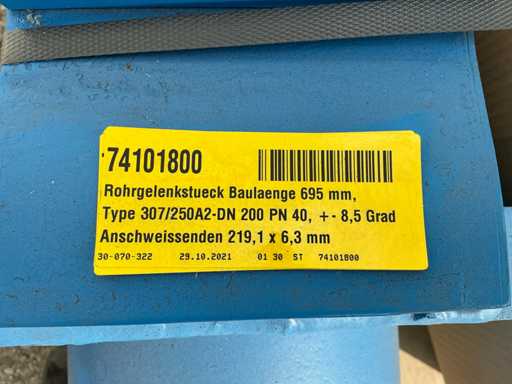 74101800
Rohrgelenkstueck Baulaenge 695 mm,
Type 307/250A2-DN 200 PN 40, +- 8,5 Grad
Anschweissenden 219,1 x 6,3 mm
30-070-322 29.10.2021 01 30 ST 74101800